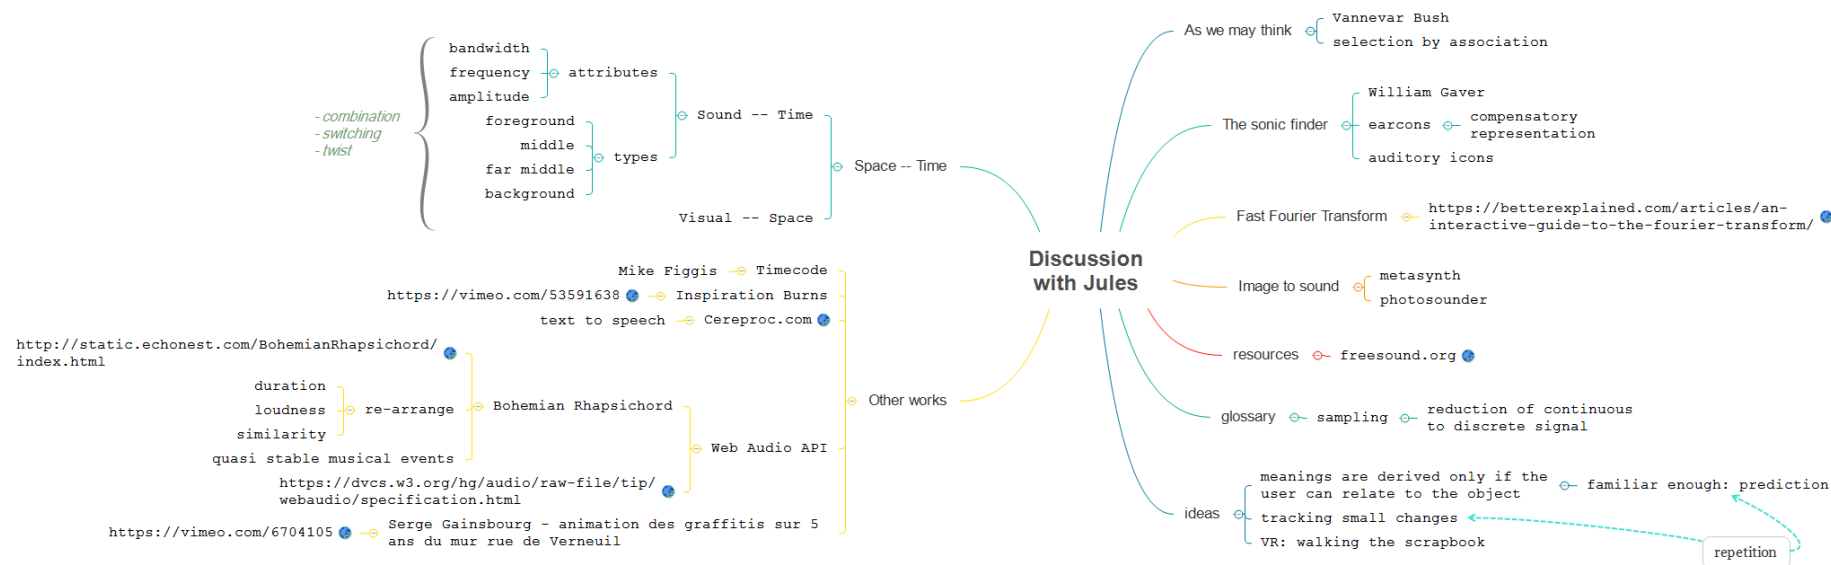 Discussion
with Jules
As we may think
Vannevar Bush
selection by association
The sonic finder
William Gaver
earcons
compensatory
representation
auditory icons
Fast Fourier Transform
https://betterexplained.com/articles/an-
interactive-guide-to-the-fourier-transform/
Image to sound
metasynth
photosounder
resources
freesound.org
glossary
sampling
reduction of continuous
to discrete signal
ideas
meanings are derived only if the
user can relate to the object
familiar enough: prediction
tracking small changes
VR: walking the scrapbook
repetition
Space -- Time
Sound -- Time
attributes
bandwidth
frequency
amplitude
types
foreground
middle
far middle
background
- combination
- switching
- twist
Visual -- Space
Other works
Timecode
Mike Figgis
Inspiration Burns
https://vimeo.com/53591638
Cereproc.com
text to speech
Web Audio API
Bohemian Rhapsichord
http://static.echonest.com/BohemianRhapsichord/
index.html
re-arrange
duration
loudness
similarity
quasi stable musical events
https://dvcs.w3.org/hg/audio/raw-file/tip/
webaudio/specification.html
Serge Gainsbourg - animation des graffitis sur 5
ans du mur rue de Verneuil
https://vimeo.com/6704105